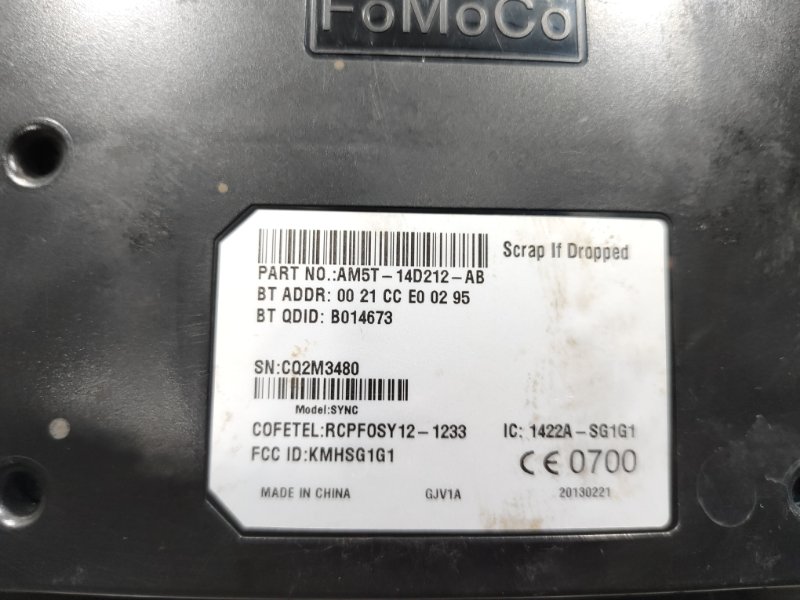 FoMoCo
Scrap If Dropped
PART NO.:AM5T-14D212-AB
BT ADDR: 00 21 CC E0 02 95
BT QDID: B014673
SN:CQ2M3480
Model:SYNC
COFETEL:RCPFOSY12-1233 IC: 1422A-SG1G1
FCC ID:KMHSG1G1 CE 0700
MADE IN CHINA GJV1A 20130221